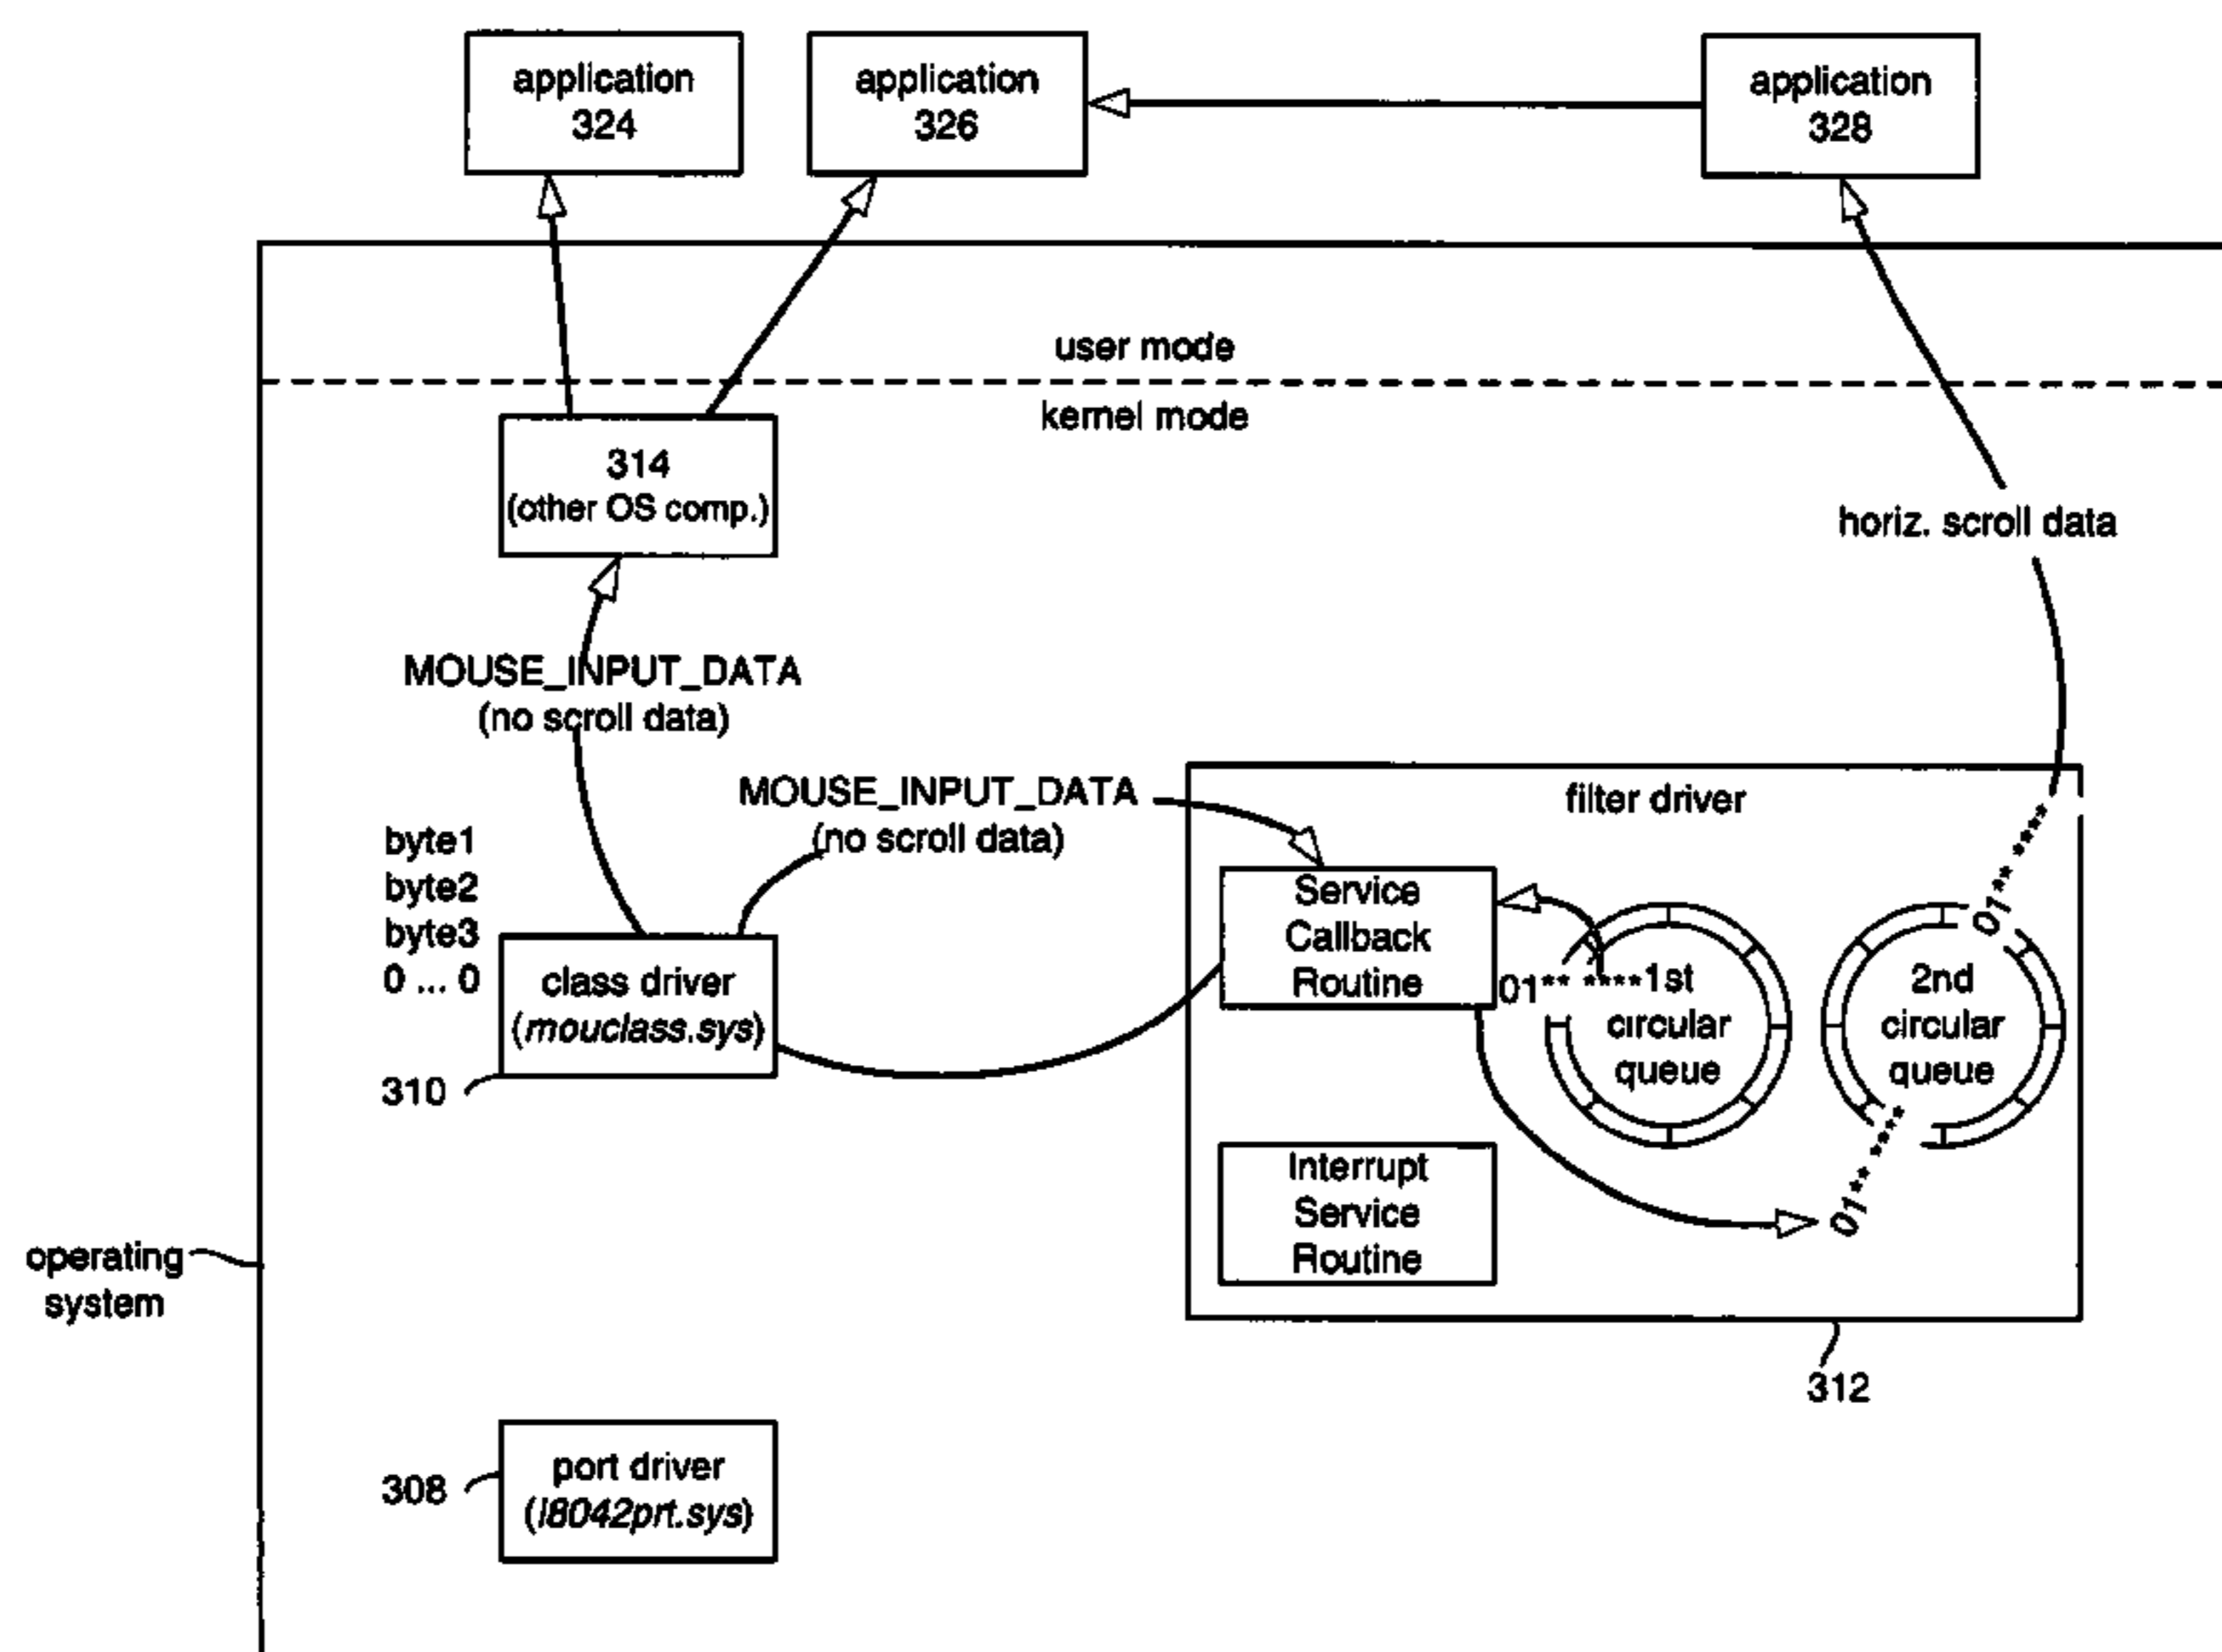 application
324
application
326
application
328
user mode
kernel mode
314
(other OS comp.)
horiz. scroll data
MOUSE_INPUT_DATA
(no scroll data)
MOUSE_INPUT_DATA
(no scroll data)
filter driver
byte1
byte2
byte3
0 ... 0
class driver
(mouclass.sys)
310
Service
Callback
Routine
01** ****
1st
circular
queue
01** ****
2nd
circular
queue
01** ****
Interrupt
Service
Routine
operating
system
312
308
port driver
(i8042prt.sys)